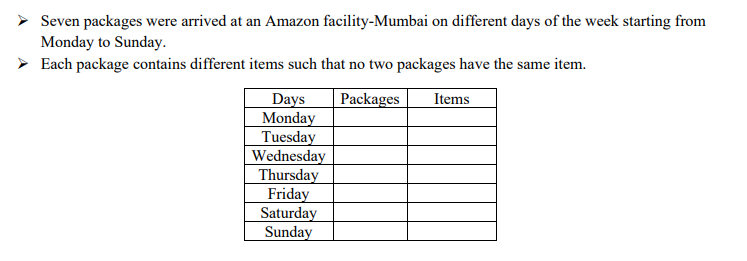 ➢ Seven packages were arrived at an Amazon facility-Mumbai on different days of the week starting from
Monday to Sunday.
➢ Each package contains different items such that no two packages have the same item.
Days Packages Items
Monday
Tuesday
Wednesday
Thursday
Friday
Saturday
Sunday